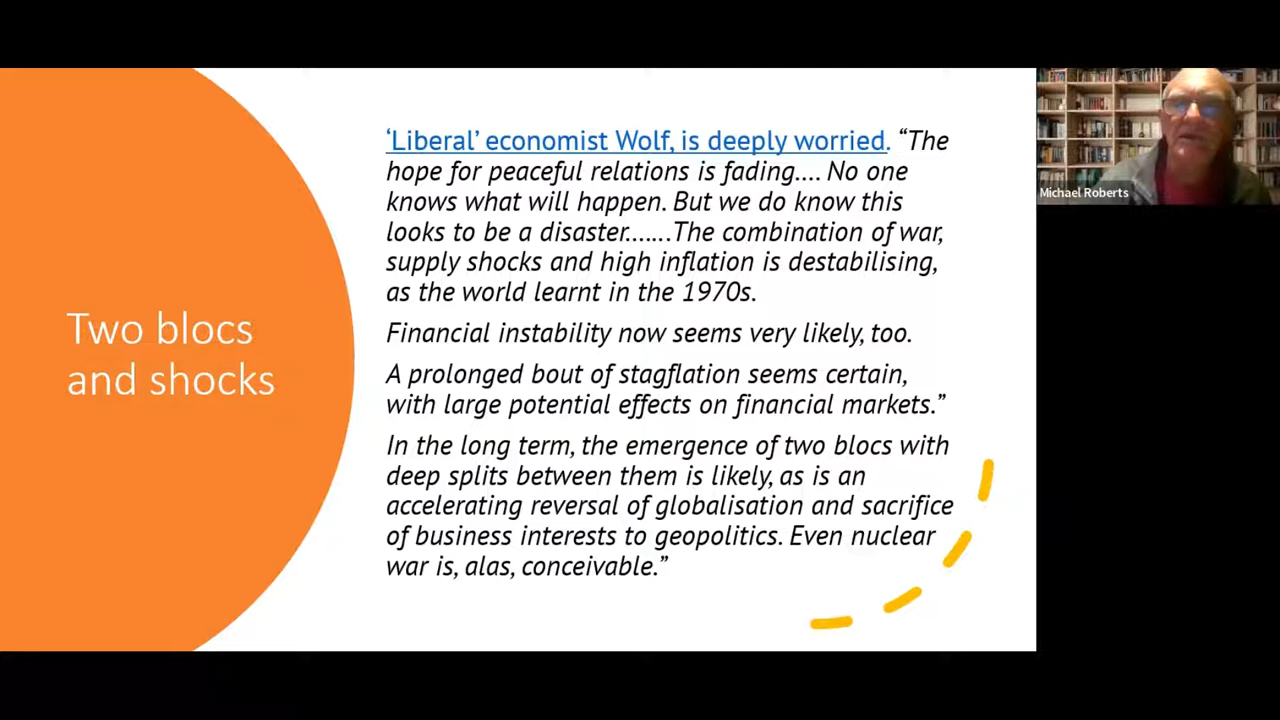 Two blocs
and shocks
‘Liberal’ economist Wolf, is deeply worried. “The
hope for peaceful relations is fading…. No one
knows what will happen. But we do know this
looks to be a disaster…….The combination of war,
supply shocks and high inflation is destabilising,
as the world learnt in the 1970s.
Financial instability now seems very likely, too.
A prolonged bout of stagflation seems certain,
with large potential effects on financial markets.”
In the long term, the emergence of two blocs with
deep splits between them is likely, as is an
accelerating reversal of globalisation and sacrifice
of business interests to geopolitics. Even nuclear
war is, alas, conceivable.”
Michael Roberts